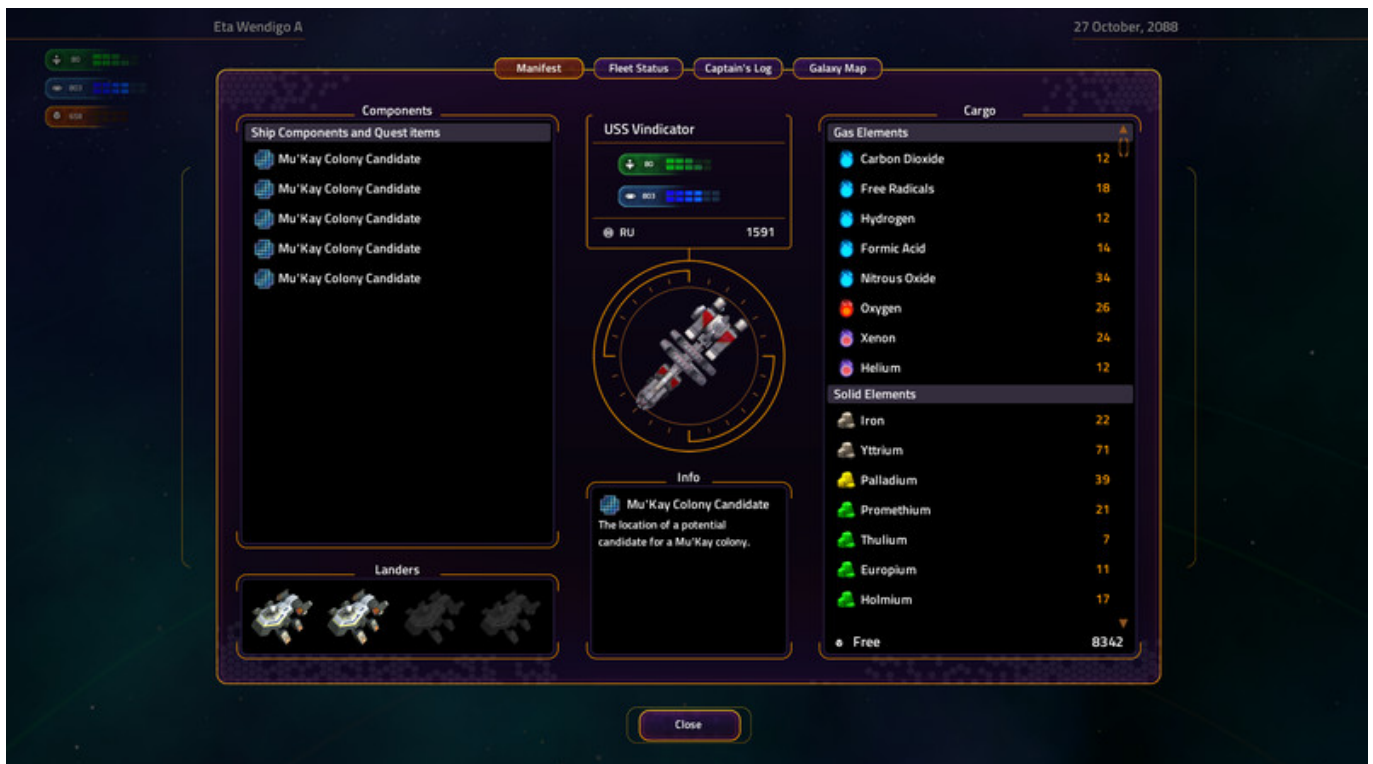 Eta Wendigo A
27 October, 2088
80
803
658
Manifest
Fleet Status
Captain's Log
Galaxy Map
Components
Ship Components and Quest items
Mu'Kay Colony Candidate
Mu'Kay Colony Candidate
Mu'Kay Colony Candidate
Mu'Kay Colony Candidate
Mu'Kay Colony Candidate
Landers
USS Vindicator
80
803
RU 1591
Info
Mu'Kay Colony Candidate
The location of a potential
candidate for a Mu'Kay colony.
Cargo
Gas Elements
Carbon Dioxide 12
Free Radicals 18
Hydrogen 12
Formic Acid 14
Nitrous Oxide 34
Oxygen 26
Xenon 24
Helium 12
Solid Elements
Iron 22
Yttrium 71
Palladium 39
Promethium 21
Thulium 7
Europium 11
Holmium 17
Free 8342
Close